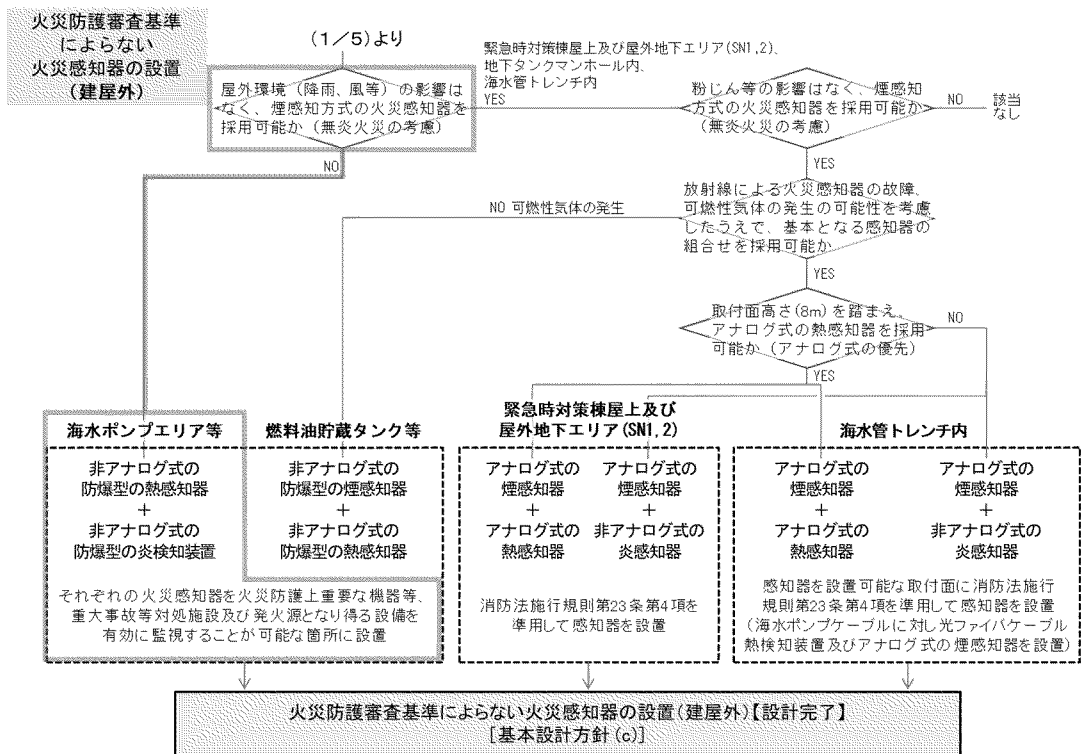 火災防護審査基準
によらない
火災感知器の設置
(建屋外)
(1/5)より
屋外環境(降雨、風等)の影響は
なく、煙感知方式の火災感知器を
採用可能か(無炎火災の考慮)
緊急時対策棟屋上及び屋外地下エリア(SN1,2)、
地下タンクマンホール内、
海水管トレンチ内
YES
粉じん等の影響はなく、煙感知
方式の火災感知器を採用可能か
(無炎火災の考慮)
NO
該当
なし
NO
YES
放射線による火災感知器の故障、
可燃性気体の発生の可能性を考慮
したうえで、基本となる感知器の
組合せを採用可能か
NO 可燃性気体の発生
YES
取付面高さ(8m)を踏まえ、
アナログ式の熱感知器を採用
可能か(アナログ式の優先)
NO
YES
海水ポンプエリア等
非アナログ式の
防爆型の熱感知器
+
非アナログ式の
防爆型の炎検知装置
燃料油貯蔵タンク等
非アナログ式の
防爆型の煙感知器
+
非アナログ式の
防爆型の熱感知器
それぞれの火災感知器を火災防護上重要な機器等、
重大事故等対処施設及び発火源となり得る設備を
有効に監視することが可能な箇所に設置
緊急時対策棟屋上及び
屋外地下エリア(SN1,2)
アナログ式の
煙感知器
+
アナログ式の
熱感知器
アナログ式の
煙感知器
+
非アナログ式の
炎感知器
消防法施行規則第23条第4項を
準用して感知器を設置
海水管トレンチ内
アナログ式の
煙感知器
+
アナログ式の
熱感知器
アナログ式の
煙感知器
+
非アナログ式の
炎感知器
感知器を設置可能な取付面に消防法施行
規則第23条第4項を準用して感知器を設置
(海水ポンプケーブルに対し光ファイバケーブル
熱検知装置及びアナログ式の煙感知器を設置)
火災防護審査基準によらない火災感知器の設置(建屋外)【設計完了】
[基本設計方針(c)]